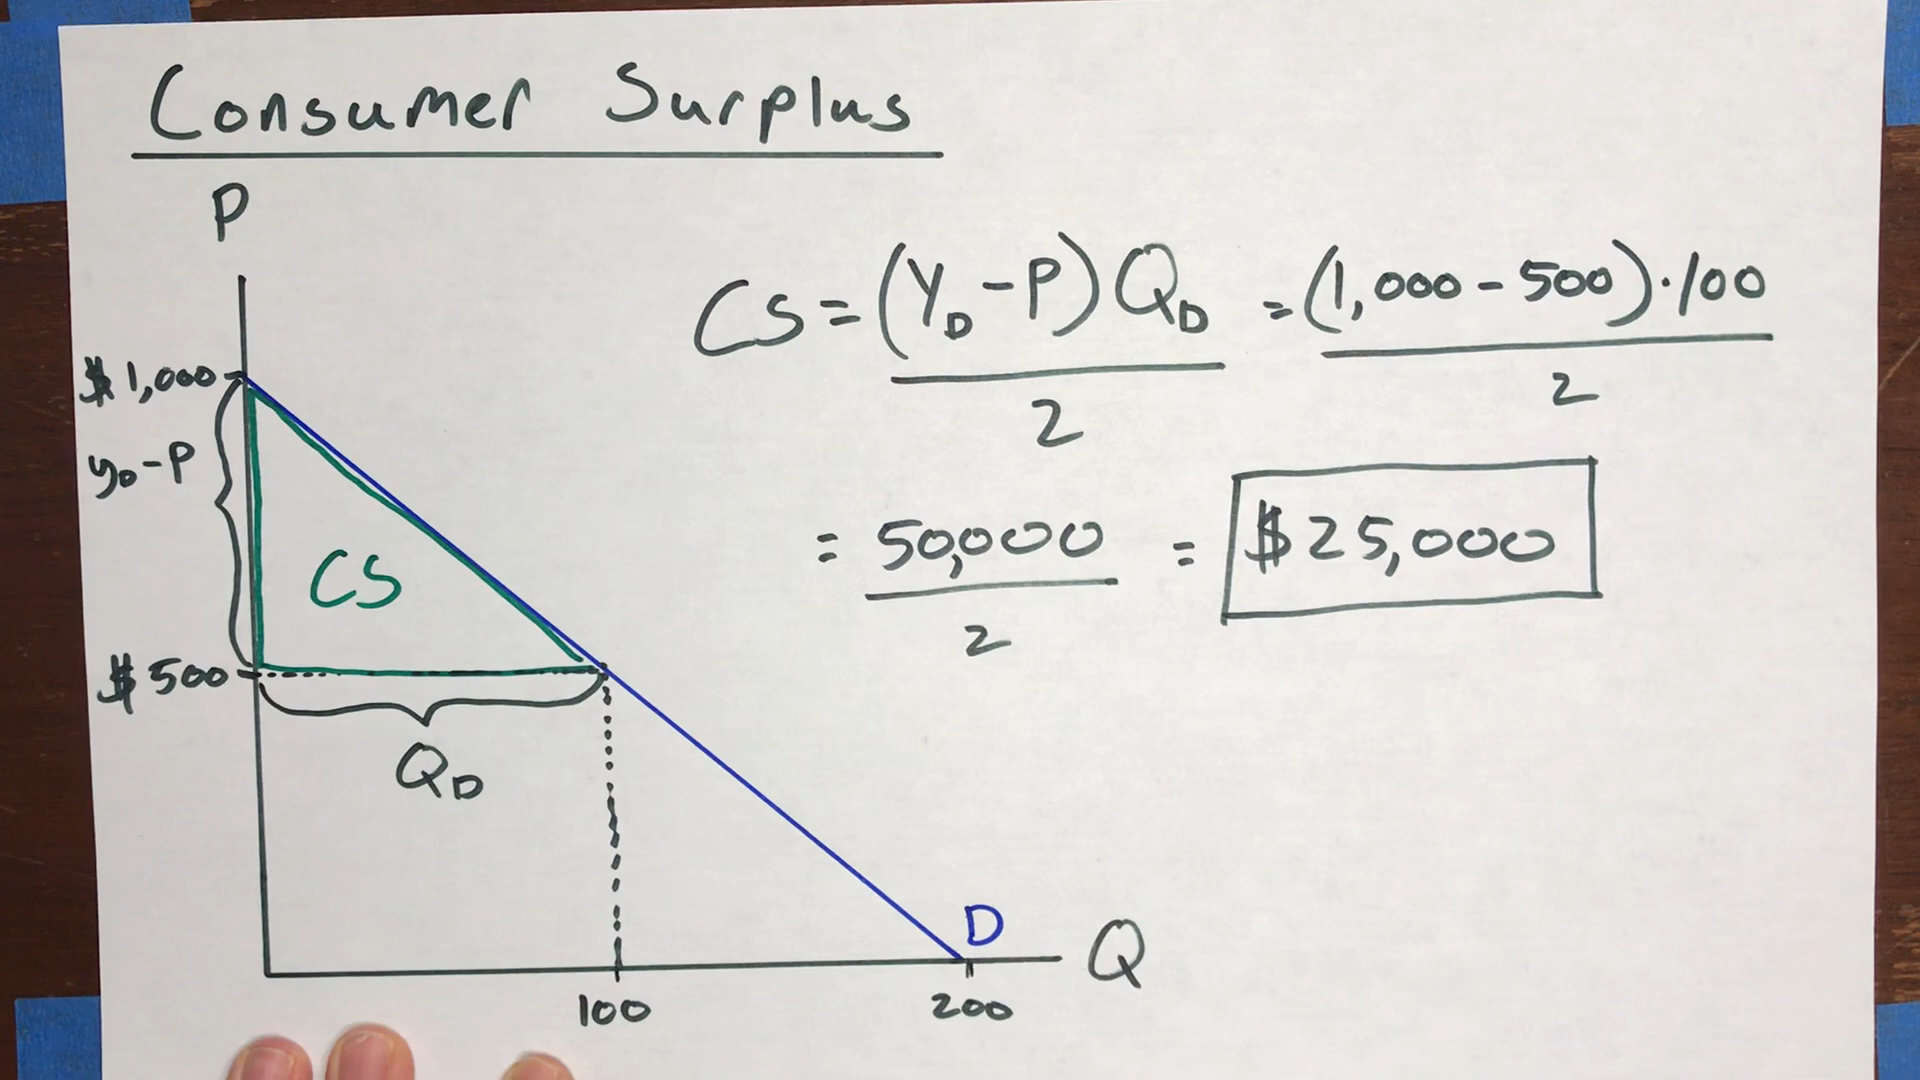 Consumer Surplus
P
CS = (Y_D - P) Q_D / 2 = (1,000 - 500) · 100 / 2
$ 1,000
y_D - P
= 50,000 / 2 = $ 25,000
CS
$ 500
Q_D
D
Q
100 200